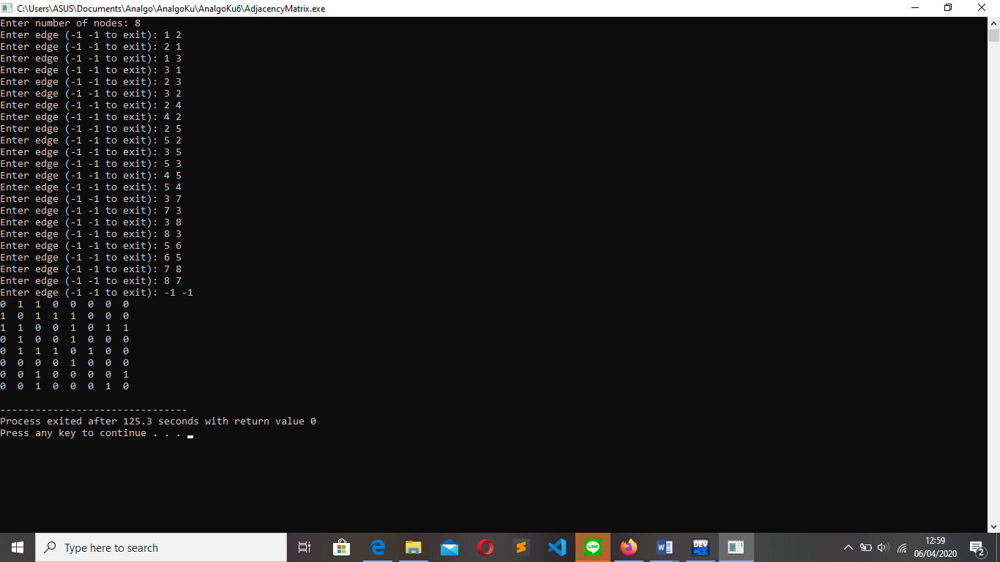 C:\Users\ASUS\Documents\Analgo\AnalgoKu\AnalgoKu6\AdjacencyMatrix.exe
Enter number of nodes: 8
Enter edge (-1 -1 to exit): 1 2
Enter edge (-1 -1 to exit): 2 1
Enter edge (-1 -1 to exit): 1 3
Enter edge (-1 -1 to exit): 3 1
Enter edge (-1 -1 to exit): 2 3
Enter edge (-1 -1 to exit): 3 2
Enter edge (-1 -1 to exit): 2 4
Enter edge (-1 -1 to exit): 4 2
Enter edge (-1 -1 to exit): 2 5
Enter edge (-1 -1 to exit): 5 2
Enter edge (-1 -1 to exit): 3 5
Enter edge (-1 -1 to exit): 5 3
Enter edge (-1 -1 to exit): 4 5
Enter edge (-1 -1 to exit): 5 4
Enter edge (-1 -1 to exit): 3 7
Enter edge (-1 -1 to exit): 7 3
Enter edge (-1 -1 to exit): 3 8
Enter edge (-1 -1 to exit): 8 3
Enter edge (-1 -1 to exit): 5 6
Enter edge (-1 -1 to exit): 6 5
Enter edge (-1 -1 to exit): 7 8
Enter edge (-1 -1 to exit): 8 7
Enter edge (-1 -1 to exit): -1 -1
0  1  1  0  0  0  0  0
1  0  1  1  1  0  0  0
1  1  0  0  1  0  1  1
0  1  0  0  1  0  0  0
0  1  1  1  0  1  0  0
0  0  0  0  1  0  0  0
0  0  1  0  0  0  0  1
0  0  1  0  0  0  1  0
--------------------------------
Process exited after 125.3 seconds with return value 0
Press any key to continue . . .
Type here to search
LINE
DEV
12:59
06/04/2020
2